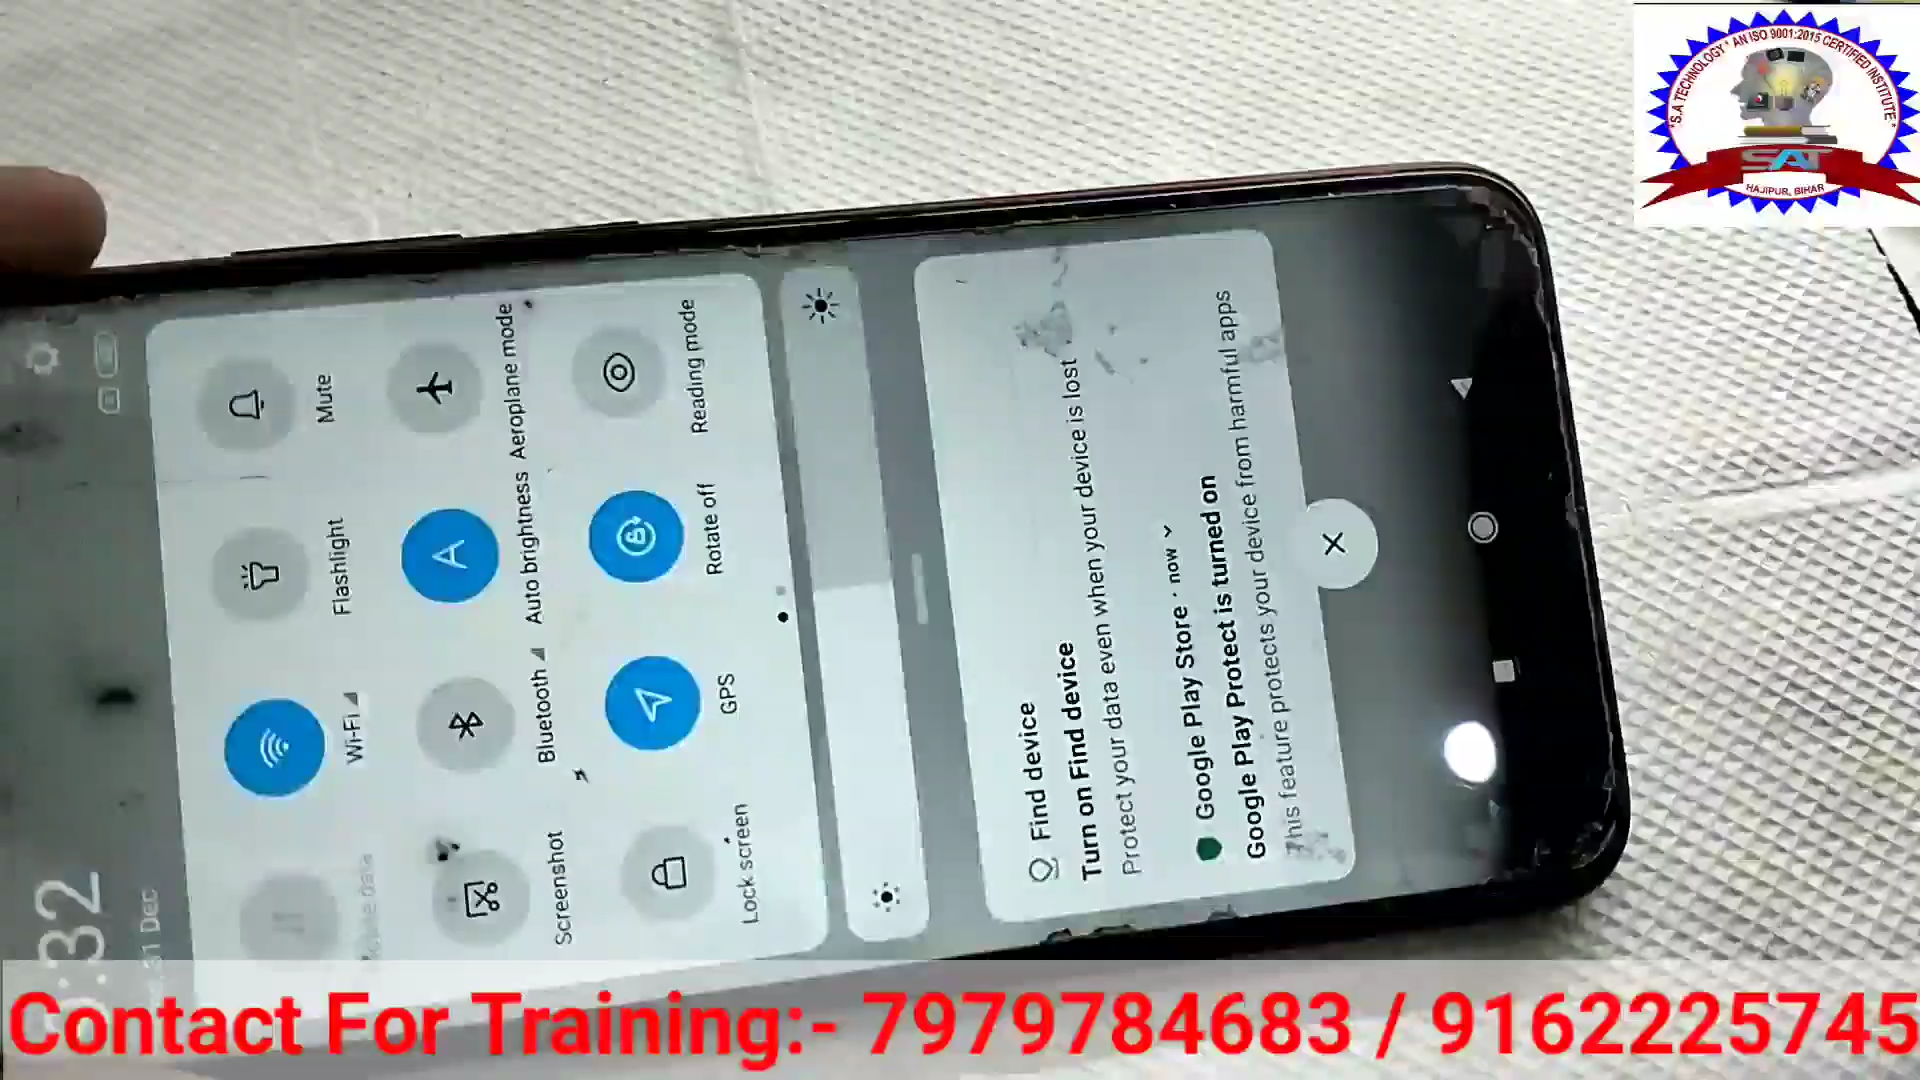 * S.A TECHNOLOGY * AN ISO 9001:2015 CERTIFIED INSTITUTE *
SAT
HAJIPUR, BIHAR
:32
31 Dec
Wi-Fi
Flashlight
Mute
Screenshot
Bluetooth
Auto brightness
Aeroplane mode
Lock screen
GPS
Rotate off
Reading mode
Find device
Turn on Find device
Protect your data even when your device is lost
Google Play Store · now
Google Play Protect is turned on
This feature protects your device from harmful apps
Contact For Training:- 7979784683 / 9162225745